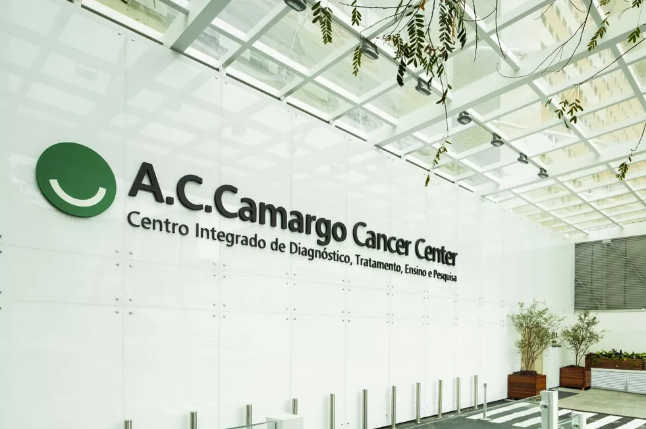 A.C.Camargo Cancer Center
Centro Integrado de Diagnóstico, Tratamento, Ensino e Pesquisa